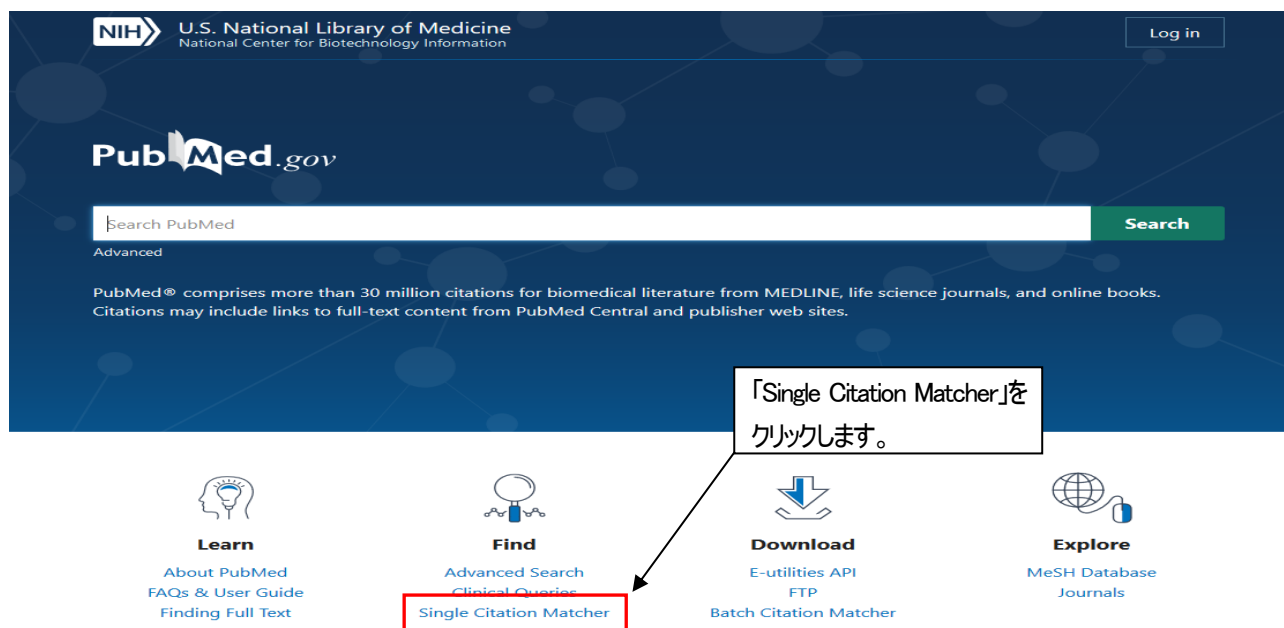 NIH
U.S. National Library of Medicine
National Center for Biotechnology Information
Log in
PubMed.gov
Search PubMed
Search
Advanced
PubMed® comprises more than 30 million citations for biomedical literature from MEDLINE, life science journals, and online books.
Citations may include links to full-text content from PubMed Central and publisher web sites.
「Single Citation Matcher」を
クリックします。
Learn
About PubMed
FAQs & User Guide
Finding Full Text
Find
Advanced Search
Clinical Queries
Single Citation Matcher
Download
E-utilities API
FTP
Batch Citation Matcher
Explore
MeSH Database
Journals